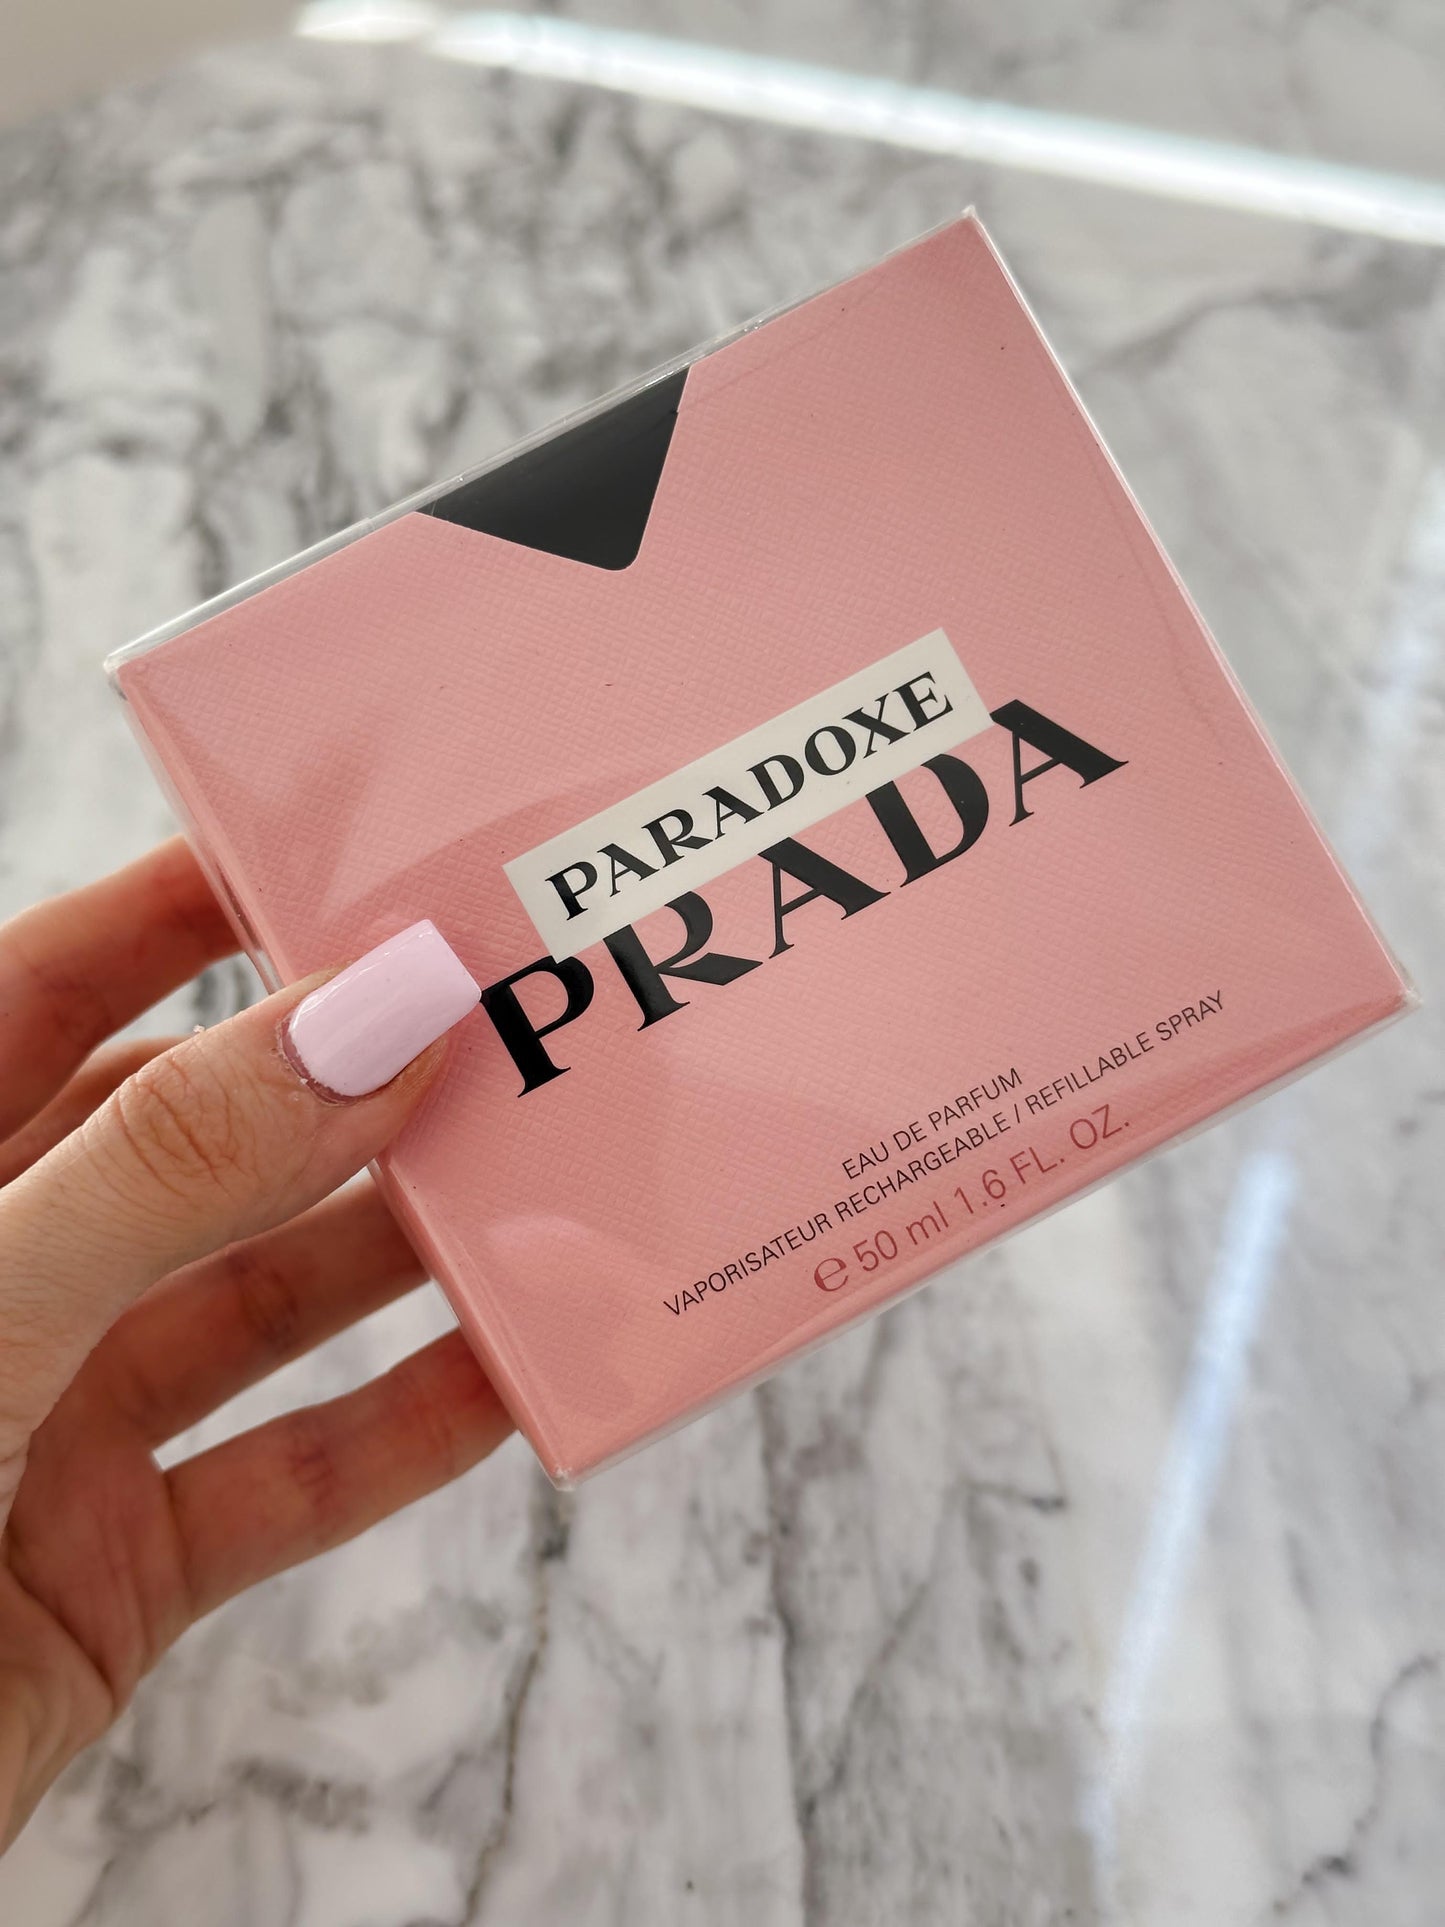 PARADOXE
PRADA
EAU DE PARFUM
VAPORISATEUR RECHARGEABLE / REFILLABLE SPRAY
℮ 50 ml 1.6 FL. OZ.